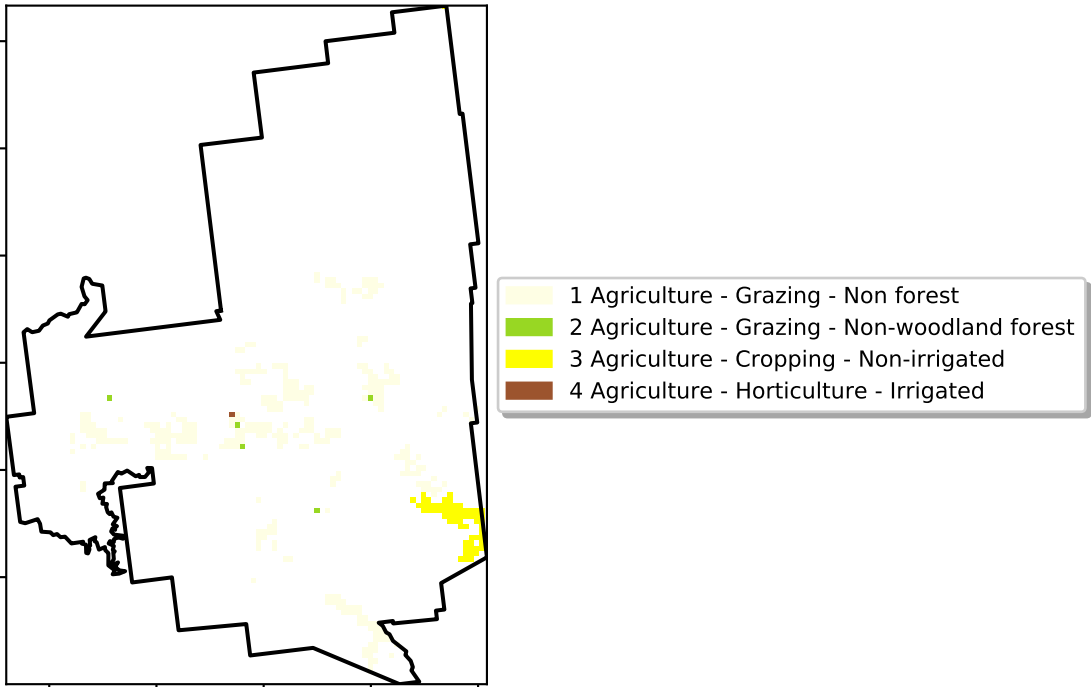 1 Agriculture - Grazing - Non forest
2 Agriculture - Grazing - Non-woodland forest
3 Agriculture - Cropping - Non-irrigated
4 Agriculture - Horticulture - Irrigated